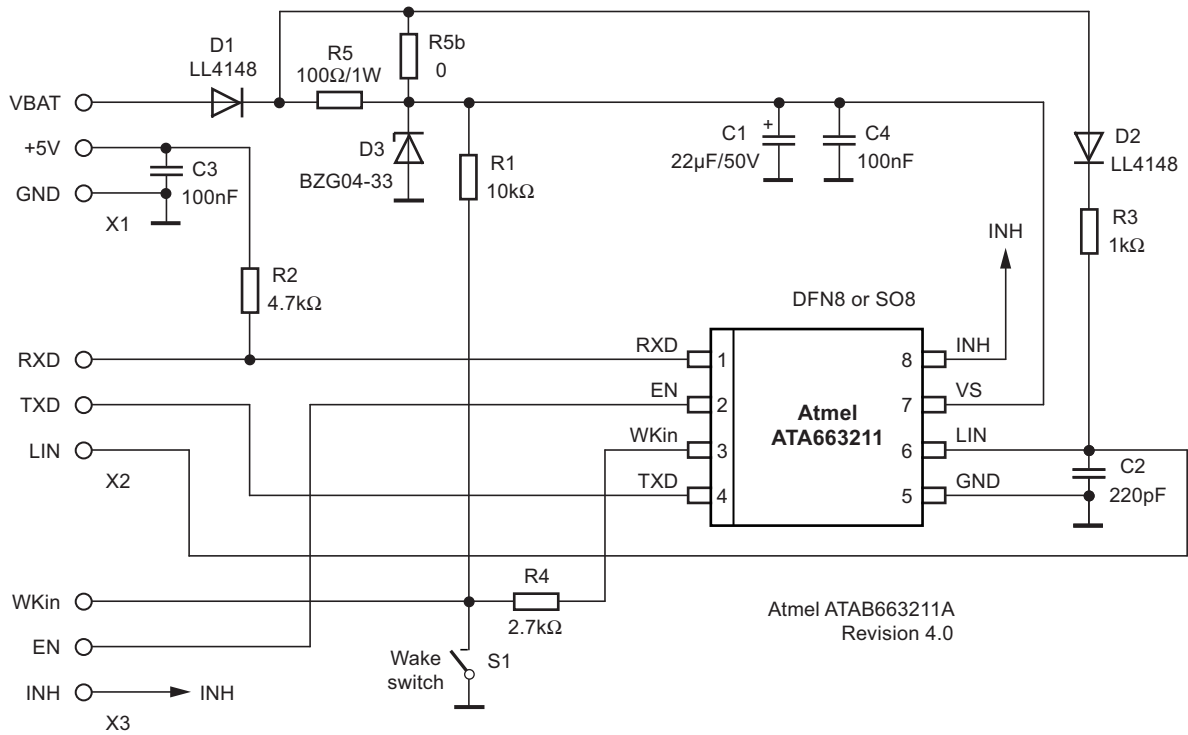 D1
LL4148
R5
100Ω/1W
R5b
0
VBAT
+5V
C3
100nF
GND
X1
D3
BZG04-33
R1
10kΩ
C1
+
22µF/50V
C4
100nF
D2
LL4148
R3
1kΩ
INH
R2
4.7kΩ
DFN8 or SO8
RXD
TXD
LIN
X2
RXD
1
EN
2
WKin
3
TXD
4
Atmel
ATA663211
8
INH
7
VS
6
LIN
5
GND
C2
220pF
WKin
EN
INH
INH
X3
R4
2.7kΩ
Wake
switch
S1
Atmel ATAB663211A
Revision 4.0